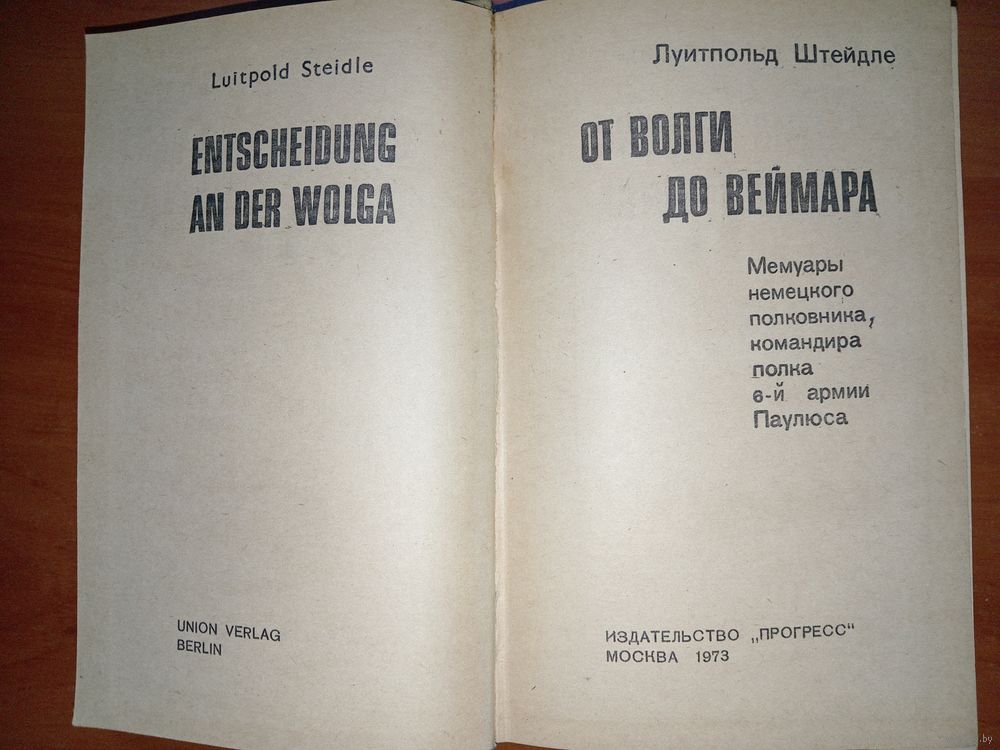 Luitpold Steidle
ENTSCHEIDUNG
AN DER WOLGA
UNION VERLAG
BERLIN
Луитпольд Штейдле
ОТ ВОЛГИ
ДО ВЕЙМАРА
Мемуары
немецкого
полковника,
командира
полка
6-й армии
Паулюса
ИЗДАТЕЛЬСТВО „ПРОГРЕСС“
МОСКВА 1973